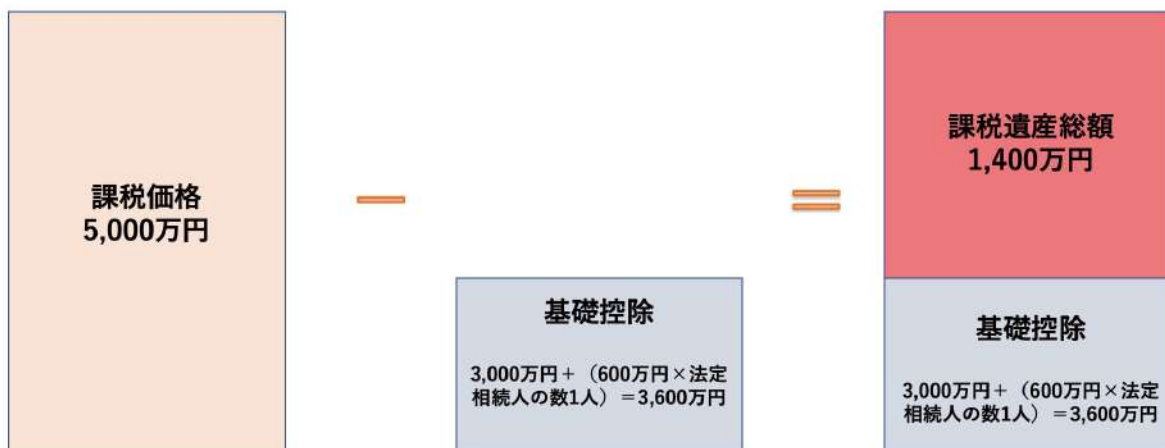 課税価格
5,000万円
基礎控除
3,000万円＋（600万円×法定
相続人の数1人）＝3,600万円
課税遺産総額
1,400万円
基礎控除
3,000万円＋（600万円×法定
相続人の数1人）＝3,600万円